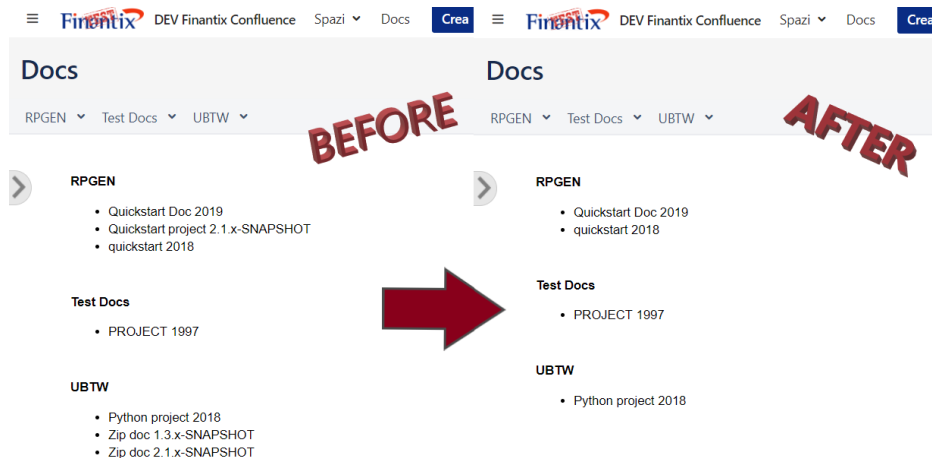 Finantix TEST DEV Finantix Confluence Spazi Docs Crea
Docs
RPGEN Test Docs UBTW
BEFORE
RPGEN
Quickstart Doc 2019
Quickstart project 2.1.x-SNAPSHOT
quickstart 2018
Test Docs
PROJECT 1997
UBTW
Python project 2018
Zip doc 1.3.x-SNAPSHOT
Zip doc 2.1.x-SNAPSHOT
Finantix TEST DEV Finantix Confluence Spazi Docs Crea
Docs
RPGEN Test Docs UBTW
AFTER
RPGEN
Quickstart Doc 2019
quickstart 2018
Test Docs
PROJECT 1997
UBTW
Python project 2018